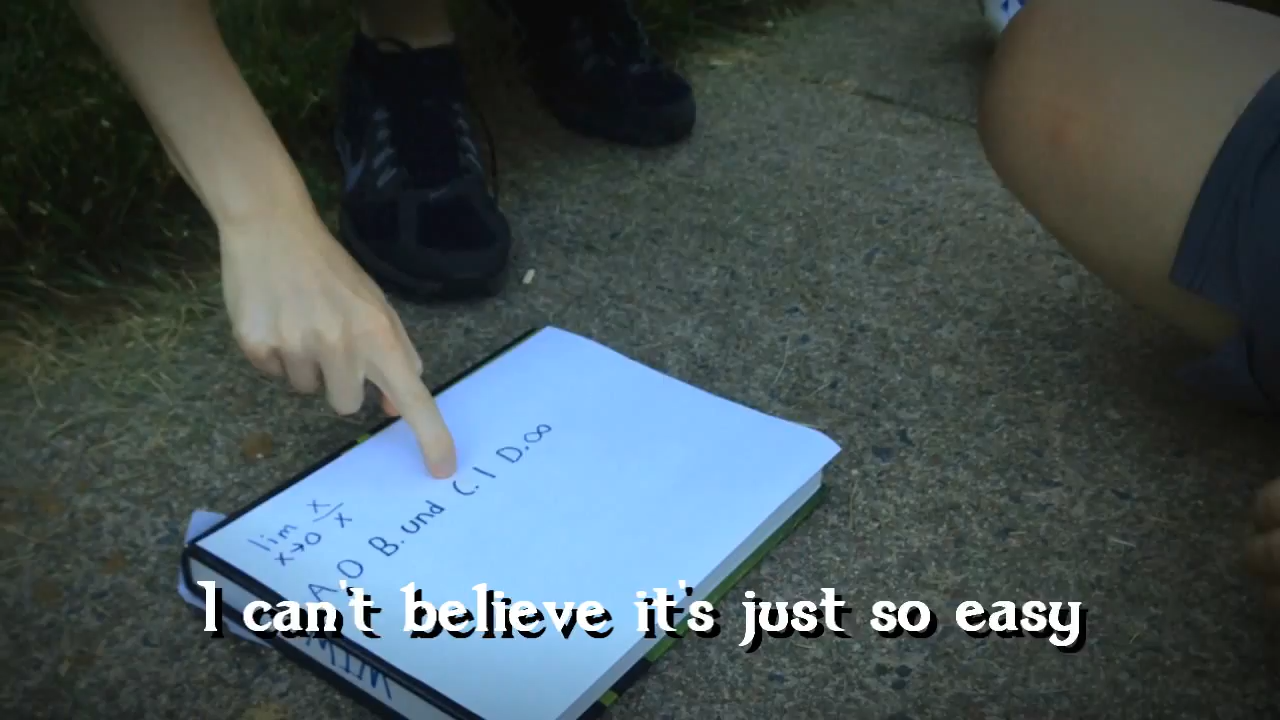 lim x/x
x→0
A. 0 B. und C. 1 D. ∞
I can't believe it's just so easy